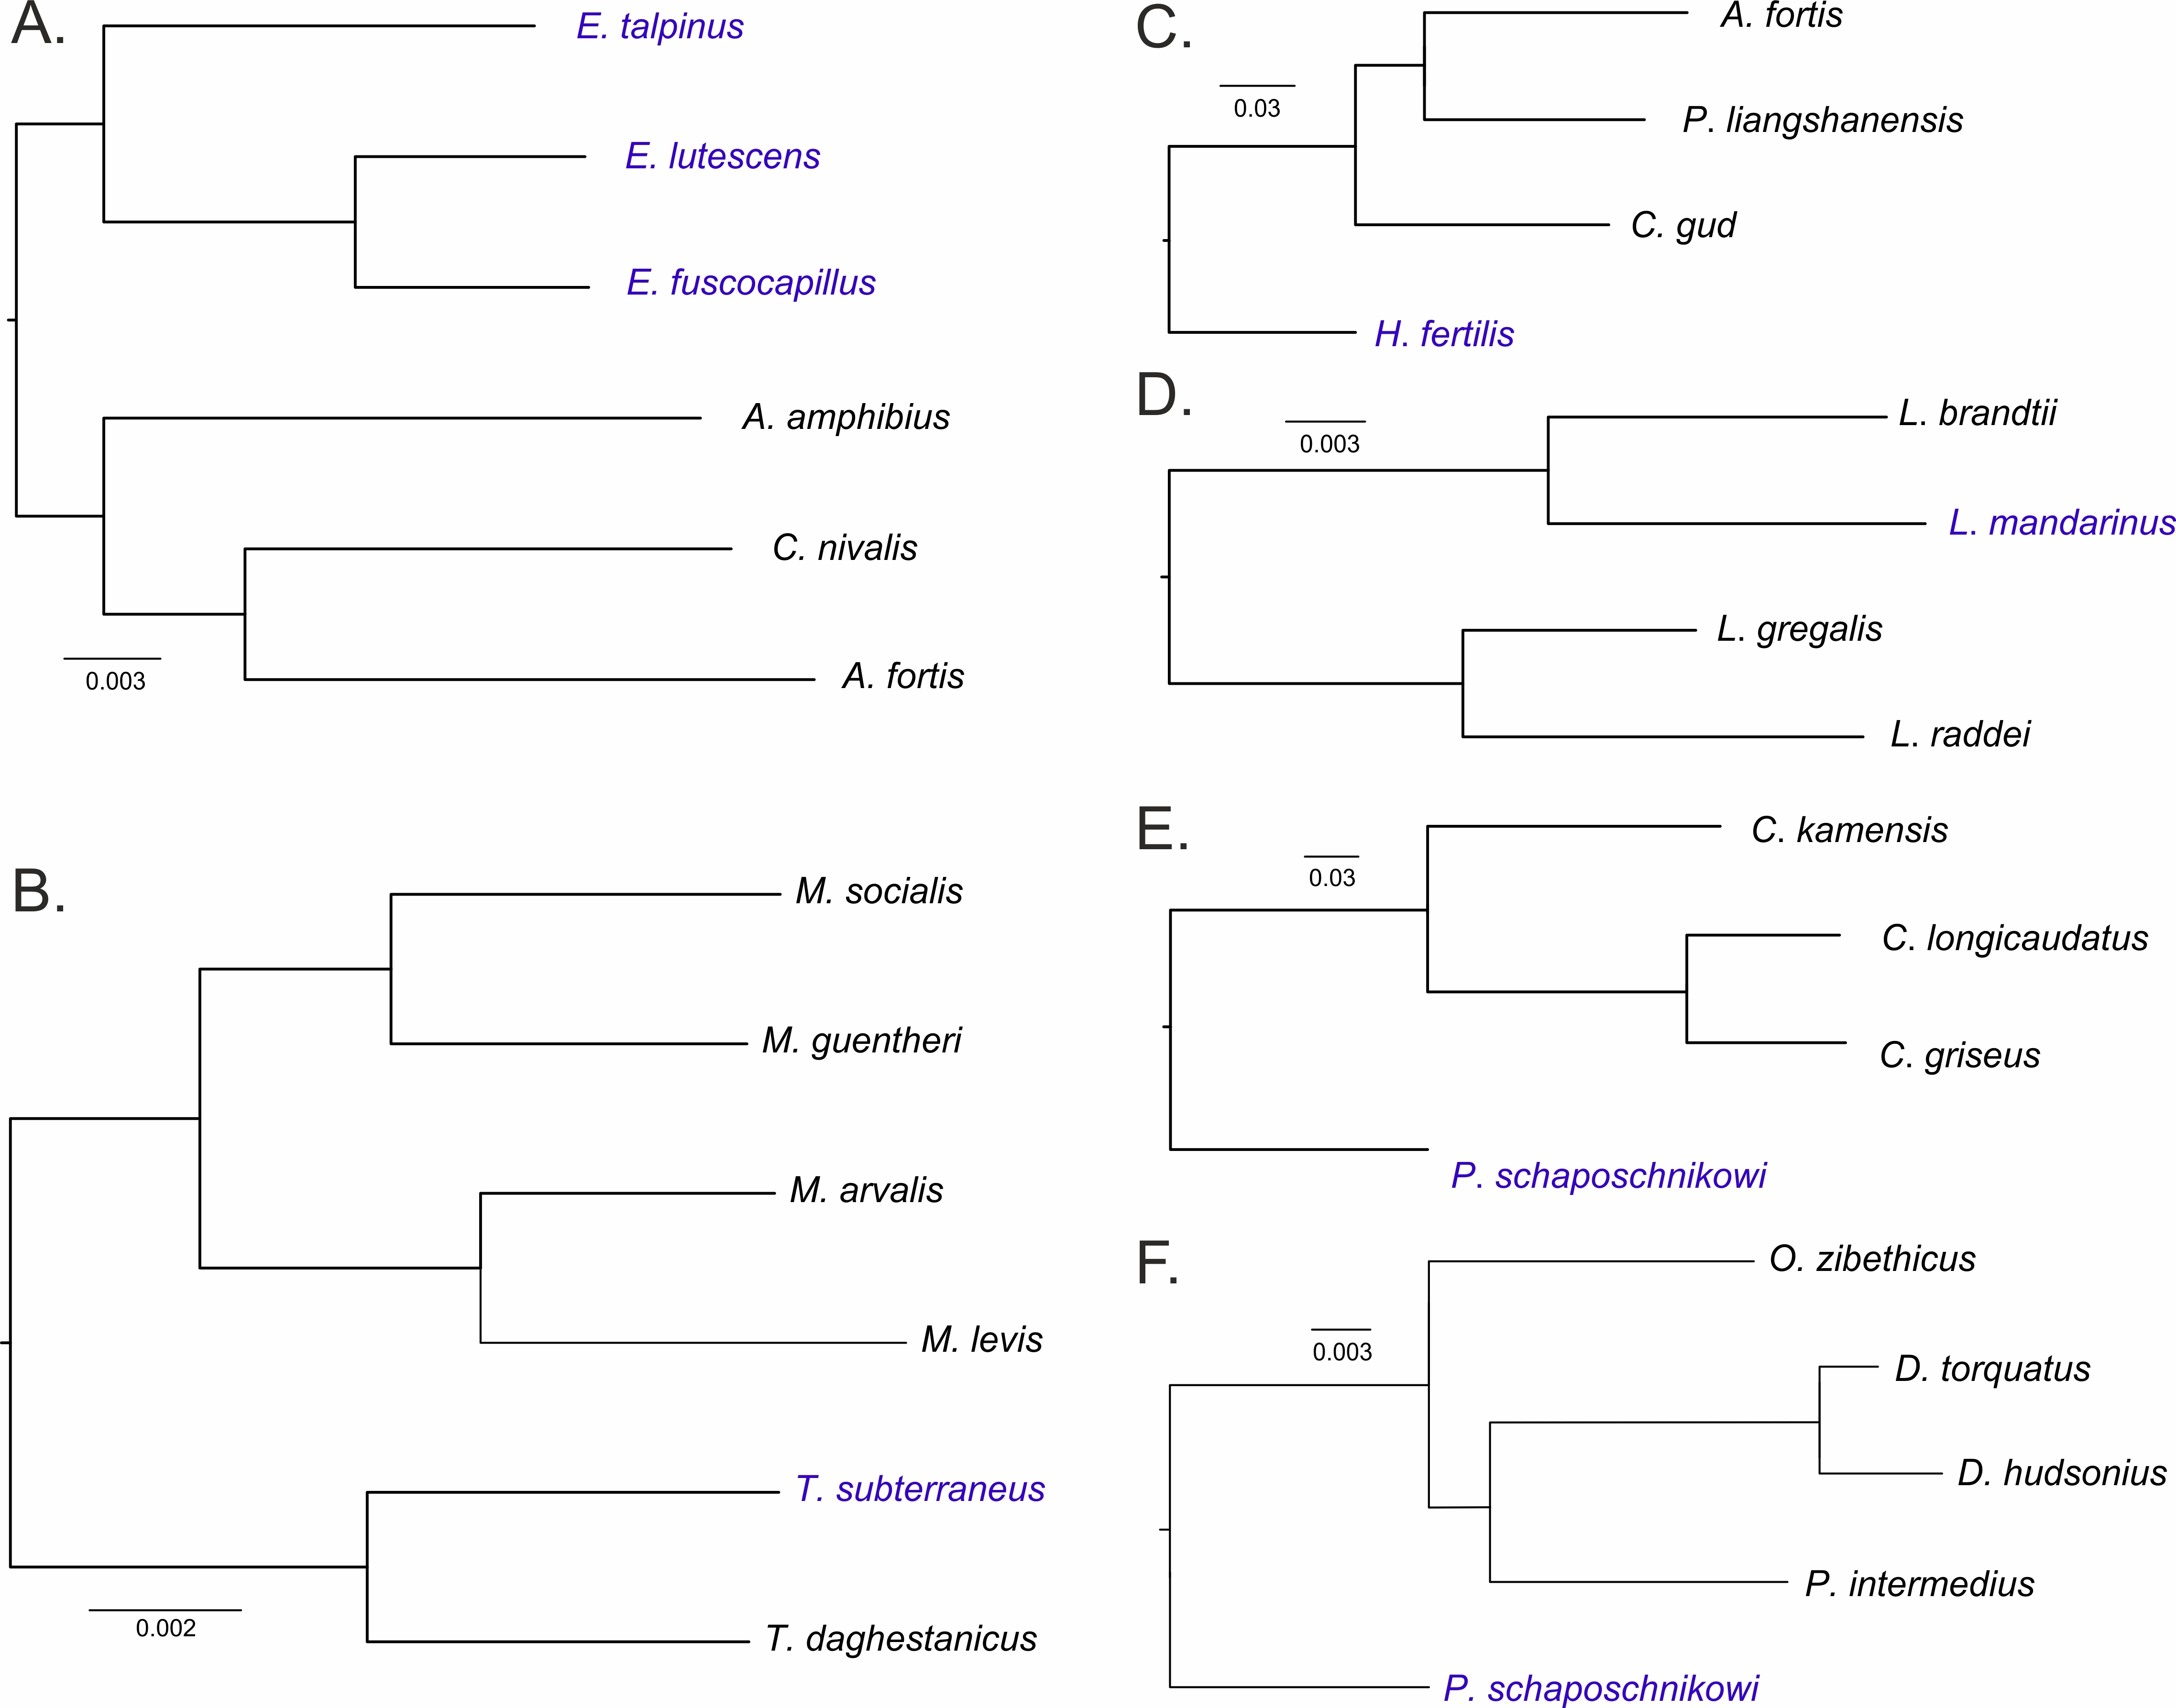 A.
E. talpinus
E. lutescens
E. fuscocapillus
A. amphibius
C. nivalis
A. fortis
0.003
B.
M. socialis
M. guentheri
M. arvalis
M. levis
T. subterraneus
T. daghestanicus
0.002
C.
A. fortis
0.03
P. liangshanensis
C. gud
H. fertilis
D.
L. brandtii
0.003
L. mandarinus
L. gregalis
L. raddei
E.
C. kamensis
0.03
C. longicaudatus
C. griseus
P. schaposchnikowi
F.
O. zibethicus
0.003
D. torquatus
D. hudsonius
P. intermedius
P. schaposchnikowi